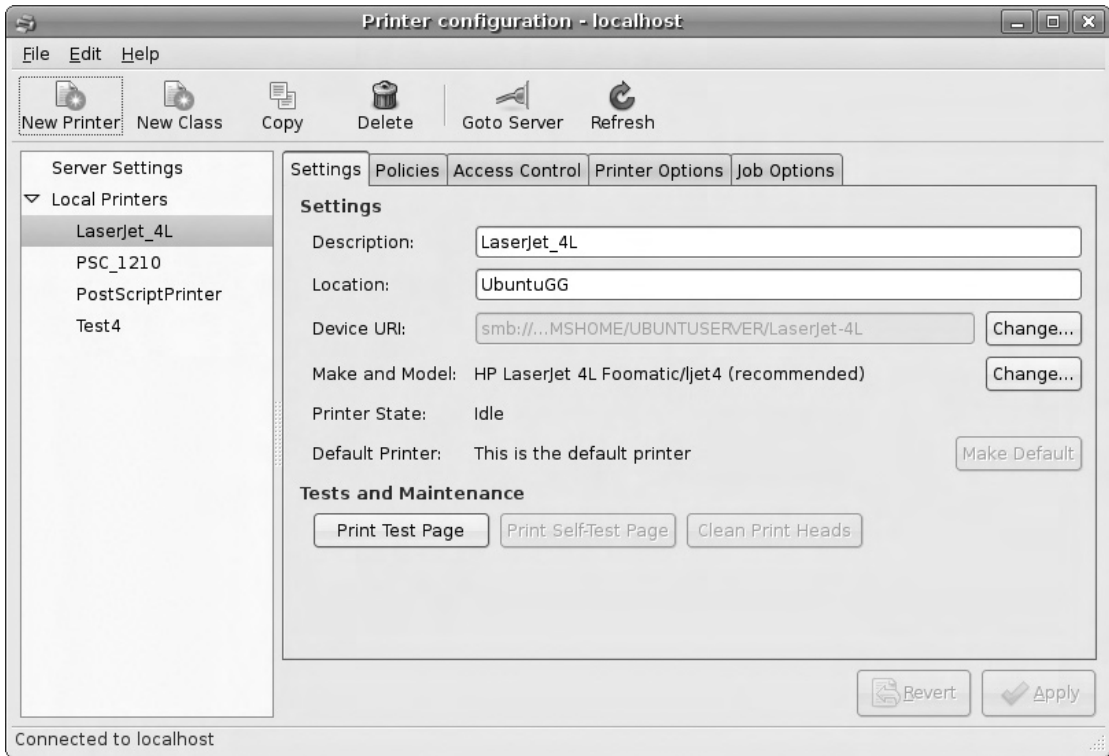 Printer configuration - localhost
File Edit Help
New Printer New Class Copy Delete Goto Server Refresh
Server Settings
Local Printers
LaserJet_4L
PSC_1210
PostScriptPrinter
Test4
Settings Policies Access Control Printer Options Job Options
Settings
Description: LaserJet_4L
Location: UbuntuGG
Device URI: smb://...MSHOME/UBUNTUSERVER/LaserJet-4L Change...
Make and Model: HP LaserJet 4L Foomatic/ljet4 (recommended) Change...
Printer State: Idle
Default Printer: This is the default printer Make Default
Tests and Maintenance
Print Test Page Print Self-Test Page Clean Print Heads
Revert Apply
Connected to localhost